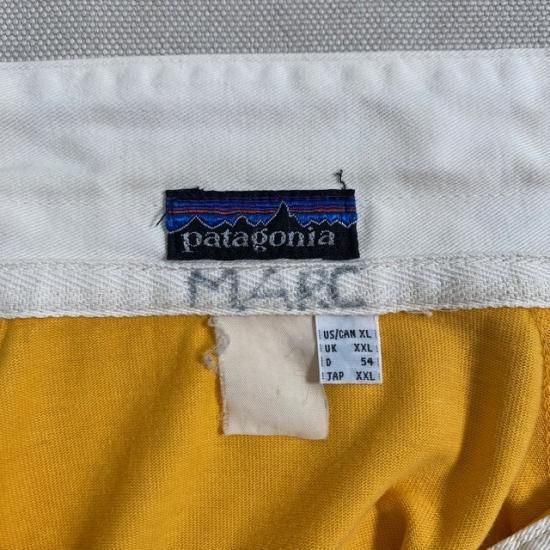 patagonia
MARC
US/CAN XL
UK XXL
D 54
JAP XXL